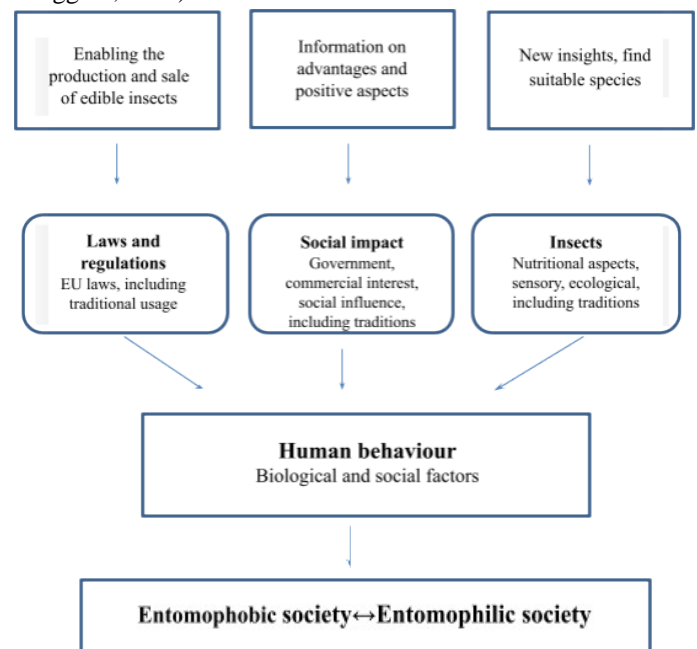 Enabling the
production and sale
of edible insects
Information on
advantages and
positive aspects
New insights, find
suitable species
Laws and
regulations
EU laws, including
traditional usage
Social impact
Government,
commercial interest,
social influence,
including traditions
Insects
Nutritional aspects,
sensory, ecological,
including traditions
Human behaviour
Biological and social factors
Entomophobic society↔Entomophilic society